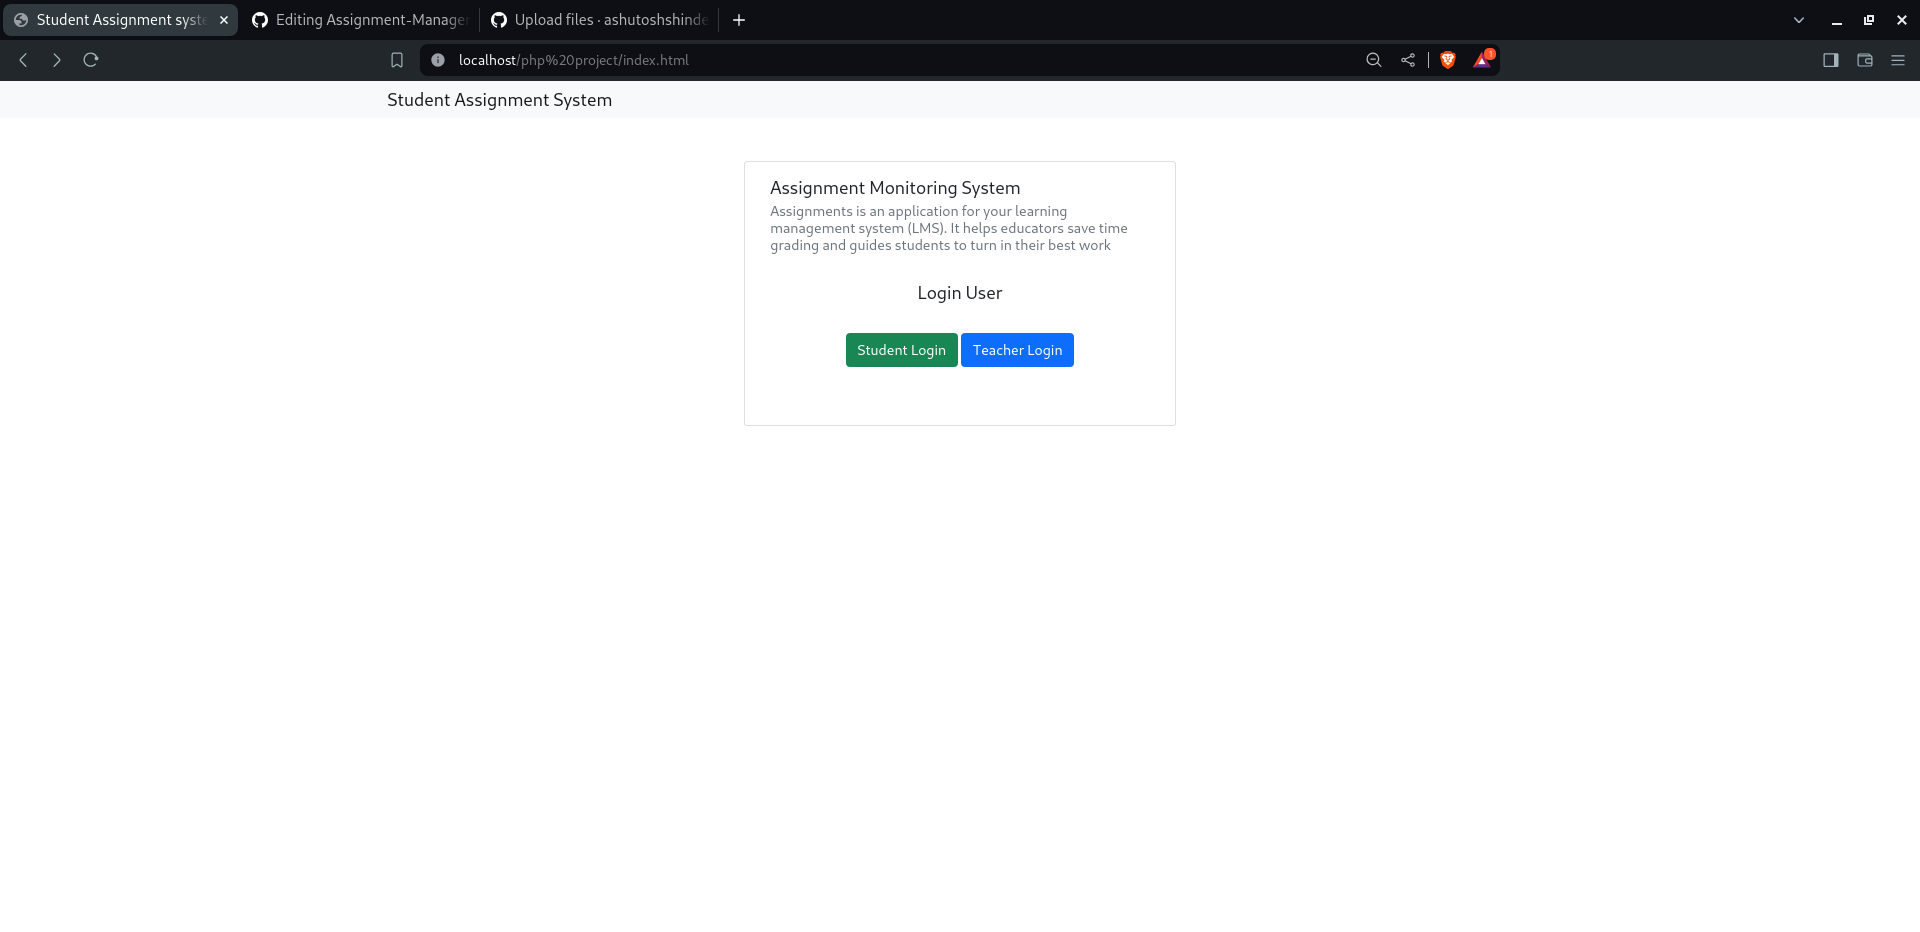 Student Assignment syste
Editing Assignment-Manager
Upload files · ashutoshshinde
localhost/php%20project/index.html
1
Student Assignment System
Assignment Monitoring System
Assignments is an application for your learning
management system (LMS). It helps educators save time
grading and guides students to turn in their best work
Login User
Student Login
Teacher Login